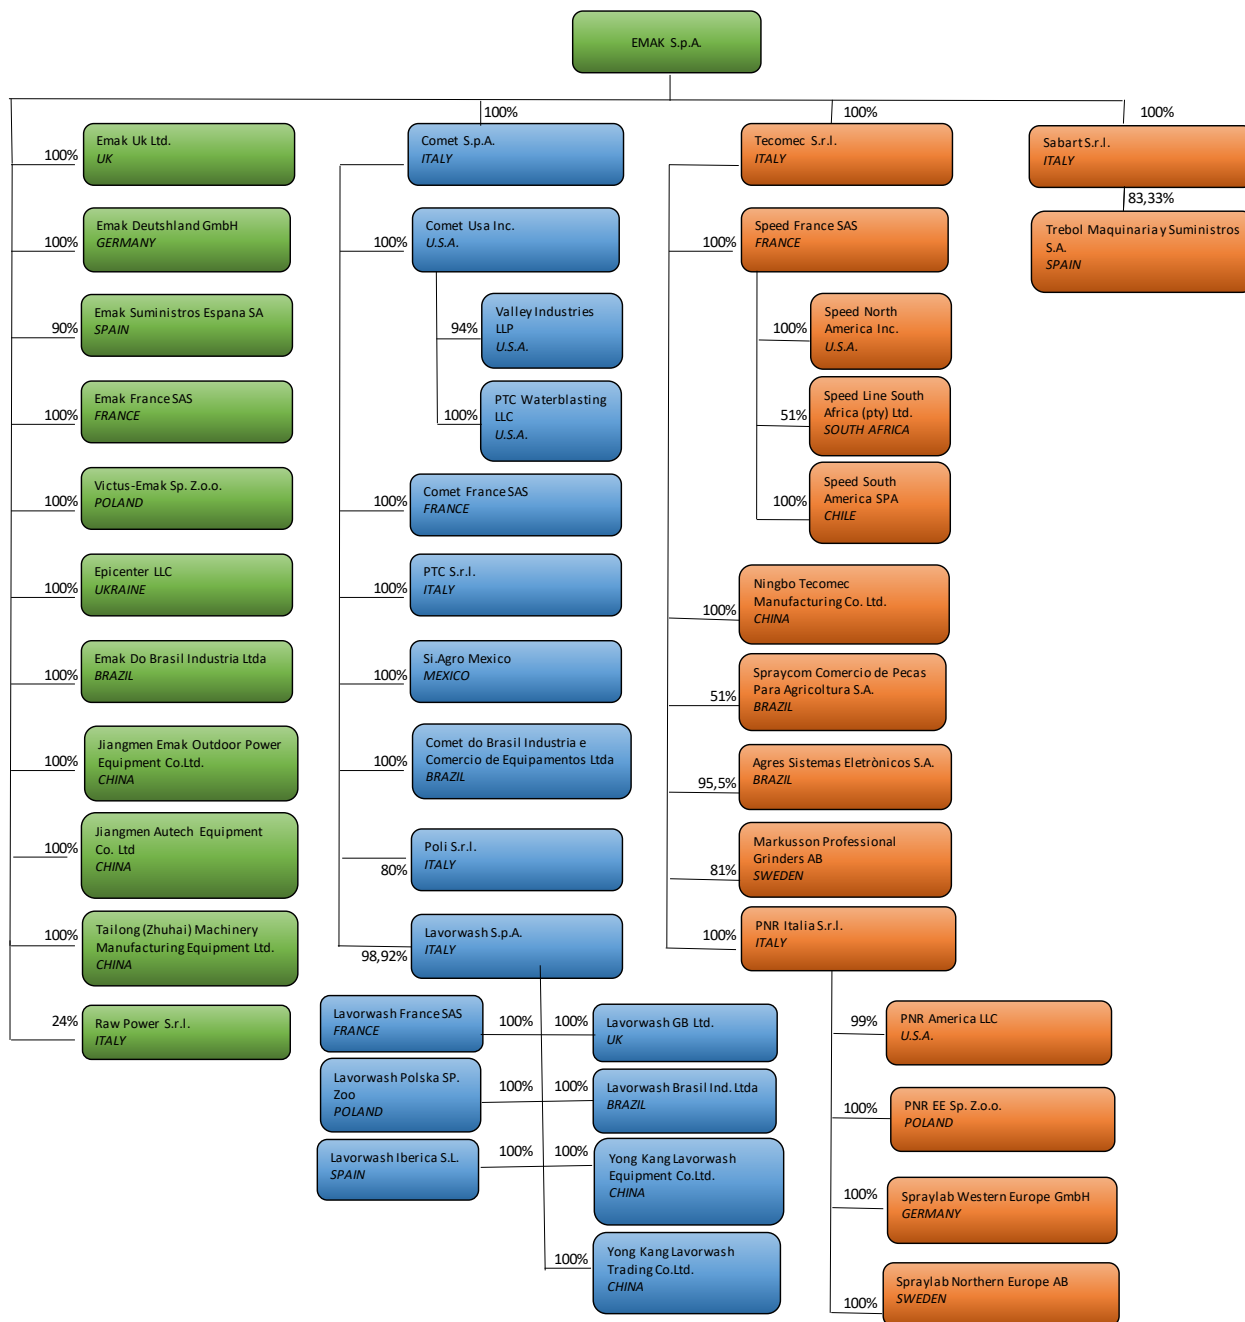 EMAK S.p.A.
100%
100%
100%
100%
Emak Uk Ltd.
UK
100%
Comet S.p.A.
ITALY
Tecomec S.r.l.
ITALY
Sabart S.r.l.
ITALY
83,33%
Trebol Maquinaria y Suministros
S.A.
SPAIN
100%
Emak Deutshland GmbH
GERMANY
90%
Emak Suministros Espana SA
SPAIN
100%
Emak France SAS
FRANCE
100%
Victus-Emak Sp. Z.o.o.
POLAND
100%
Epicenter LLC
UKRAINE
100%
Emak Do Brasil Industria Ltda
BRAZIL
100%
Jiangmen Emak Outdoor Power
Equipment Co.Ltd.
CHINA
100%
Jiangmen Autech Equipment
Co. Ltd
CHINA
100%
Tailong (Zhuhai) Machinery
Manufacturing Equipment Ltd.
CHINA
24%
Raw Power S.r.l.
ITALY
100%
Comet Usa Inc.
U.S.A.
94%
Valley Industries
LLP
U.S.A.
100%
PTC Waterblasting
LLC
U.S.A.
100%
Comet France SAS
FRANCE
100%
PTC S.r.l.
ITALY
100%
Si.Agro Mexico
MEXICO
100%
Comet do Brasil Industria e
Comercio de Equipamentos Ltda
BRAZIL
80%
Poli S.r.l.
ITALY
98,92%
Lavorwash S.p.A.
ITALY
Lavorwash France SAS
FRANCE
100%
100%
Lavorwash GB Ltd.
UK
Lavorwash Polska SP.
Zoo
POLAND
100%
100%
Lavorwash Brasil Ind. Ltda
BRAZIL
Lavorwash Iberica S.L.
SPAIN
100%
100%
Yong Kang Lavorwash
Equipment Co.Ltd.
CHINA
100%
Yong Kang Lavorwash
Trading Co.Ltd.
CHINA
100%
Speed France SAS
FRANCE
100%
Speed North
America Inc.
U.S.A.
51%
Speed Line South
Africa (pty) Ltd.
SOUTH AFRICA
100%
Speed South
America SPA
CHILE
100%
Ningbo Tecomec
Manufacturing Co. Ltd.
CHINA
51%
Spraycom Comercio de Pecas
Para Agricoltura S.A.
BRAZIL
95,5%
Agres Sistemas Eletrònicos S.A.
BRAZIL
81%
Markusson Professional
Grinders AB
SWEDEN
100%
PNR Italia S.r.l.
ITALY
99%
PNR America LLC
U.S.A.
100%
PNR EE Sp. Z.o.o.
POLAND
100%
Spraylab Western Europe GmbH
GERMANY
100%
Spraylab Northern Europe AB
SWEDEN